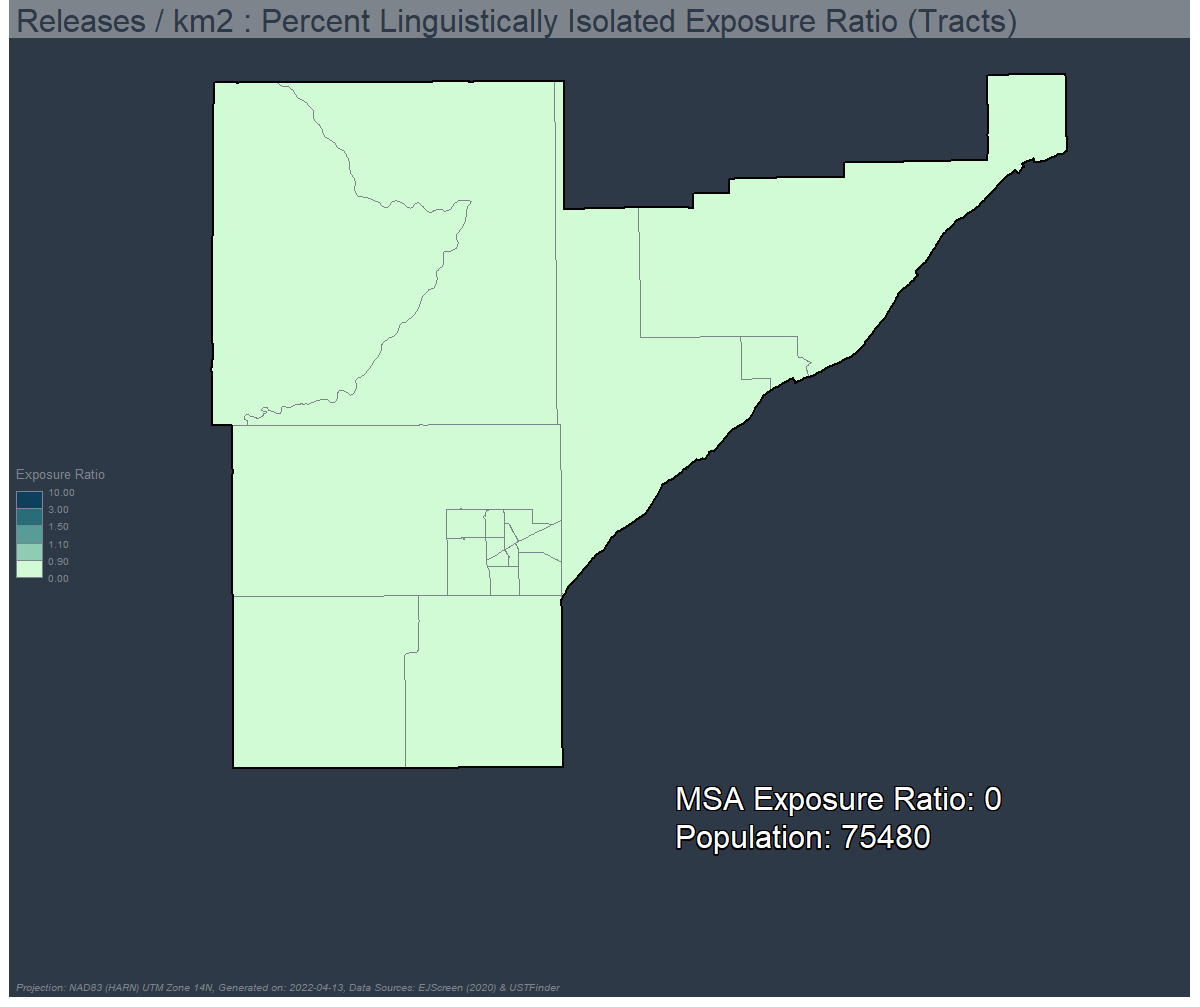 Releases / km2 : Percent Linguistically Isolated Exposure Ratio (Tracts)
Exposure Ratio
10.00
3.00
1.50
1.10
0.90
0.00
MSA Exposure Ratio: 0
Population: 75480
Projection: NAD83 (HARN) UTM Zone 14N, Generated on: 2022-04-13, Data Sources: EJScreen (2020) & USTFinder